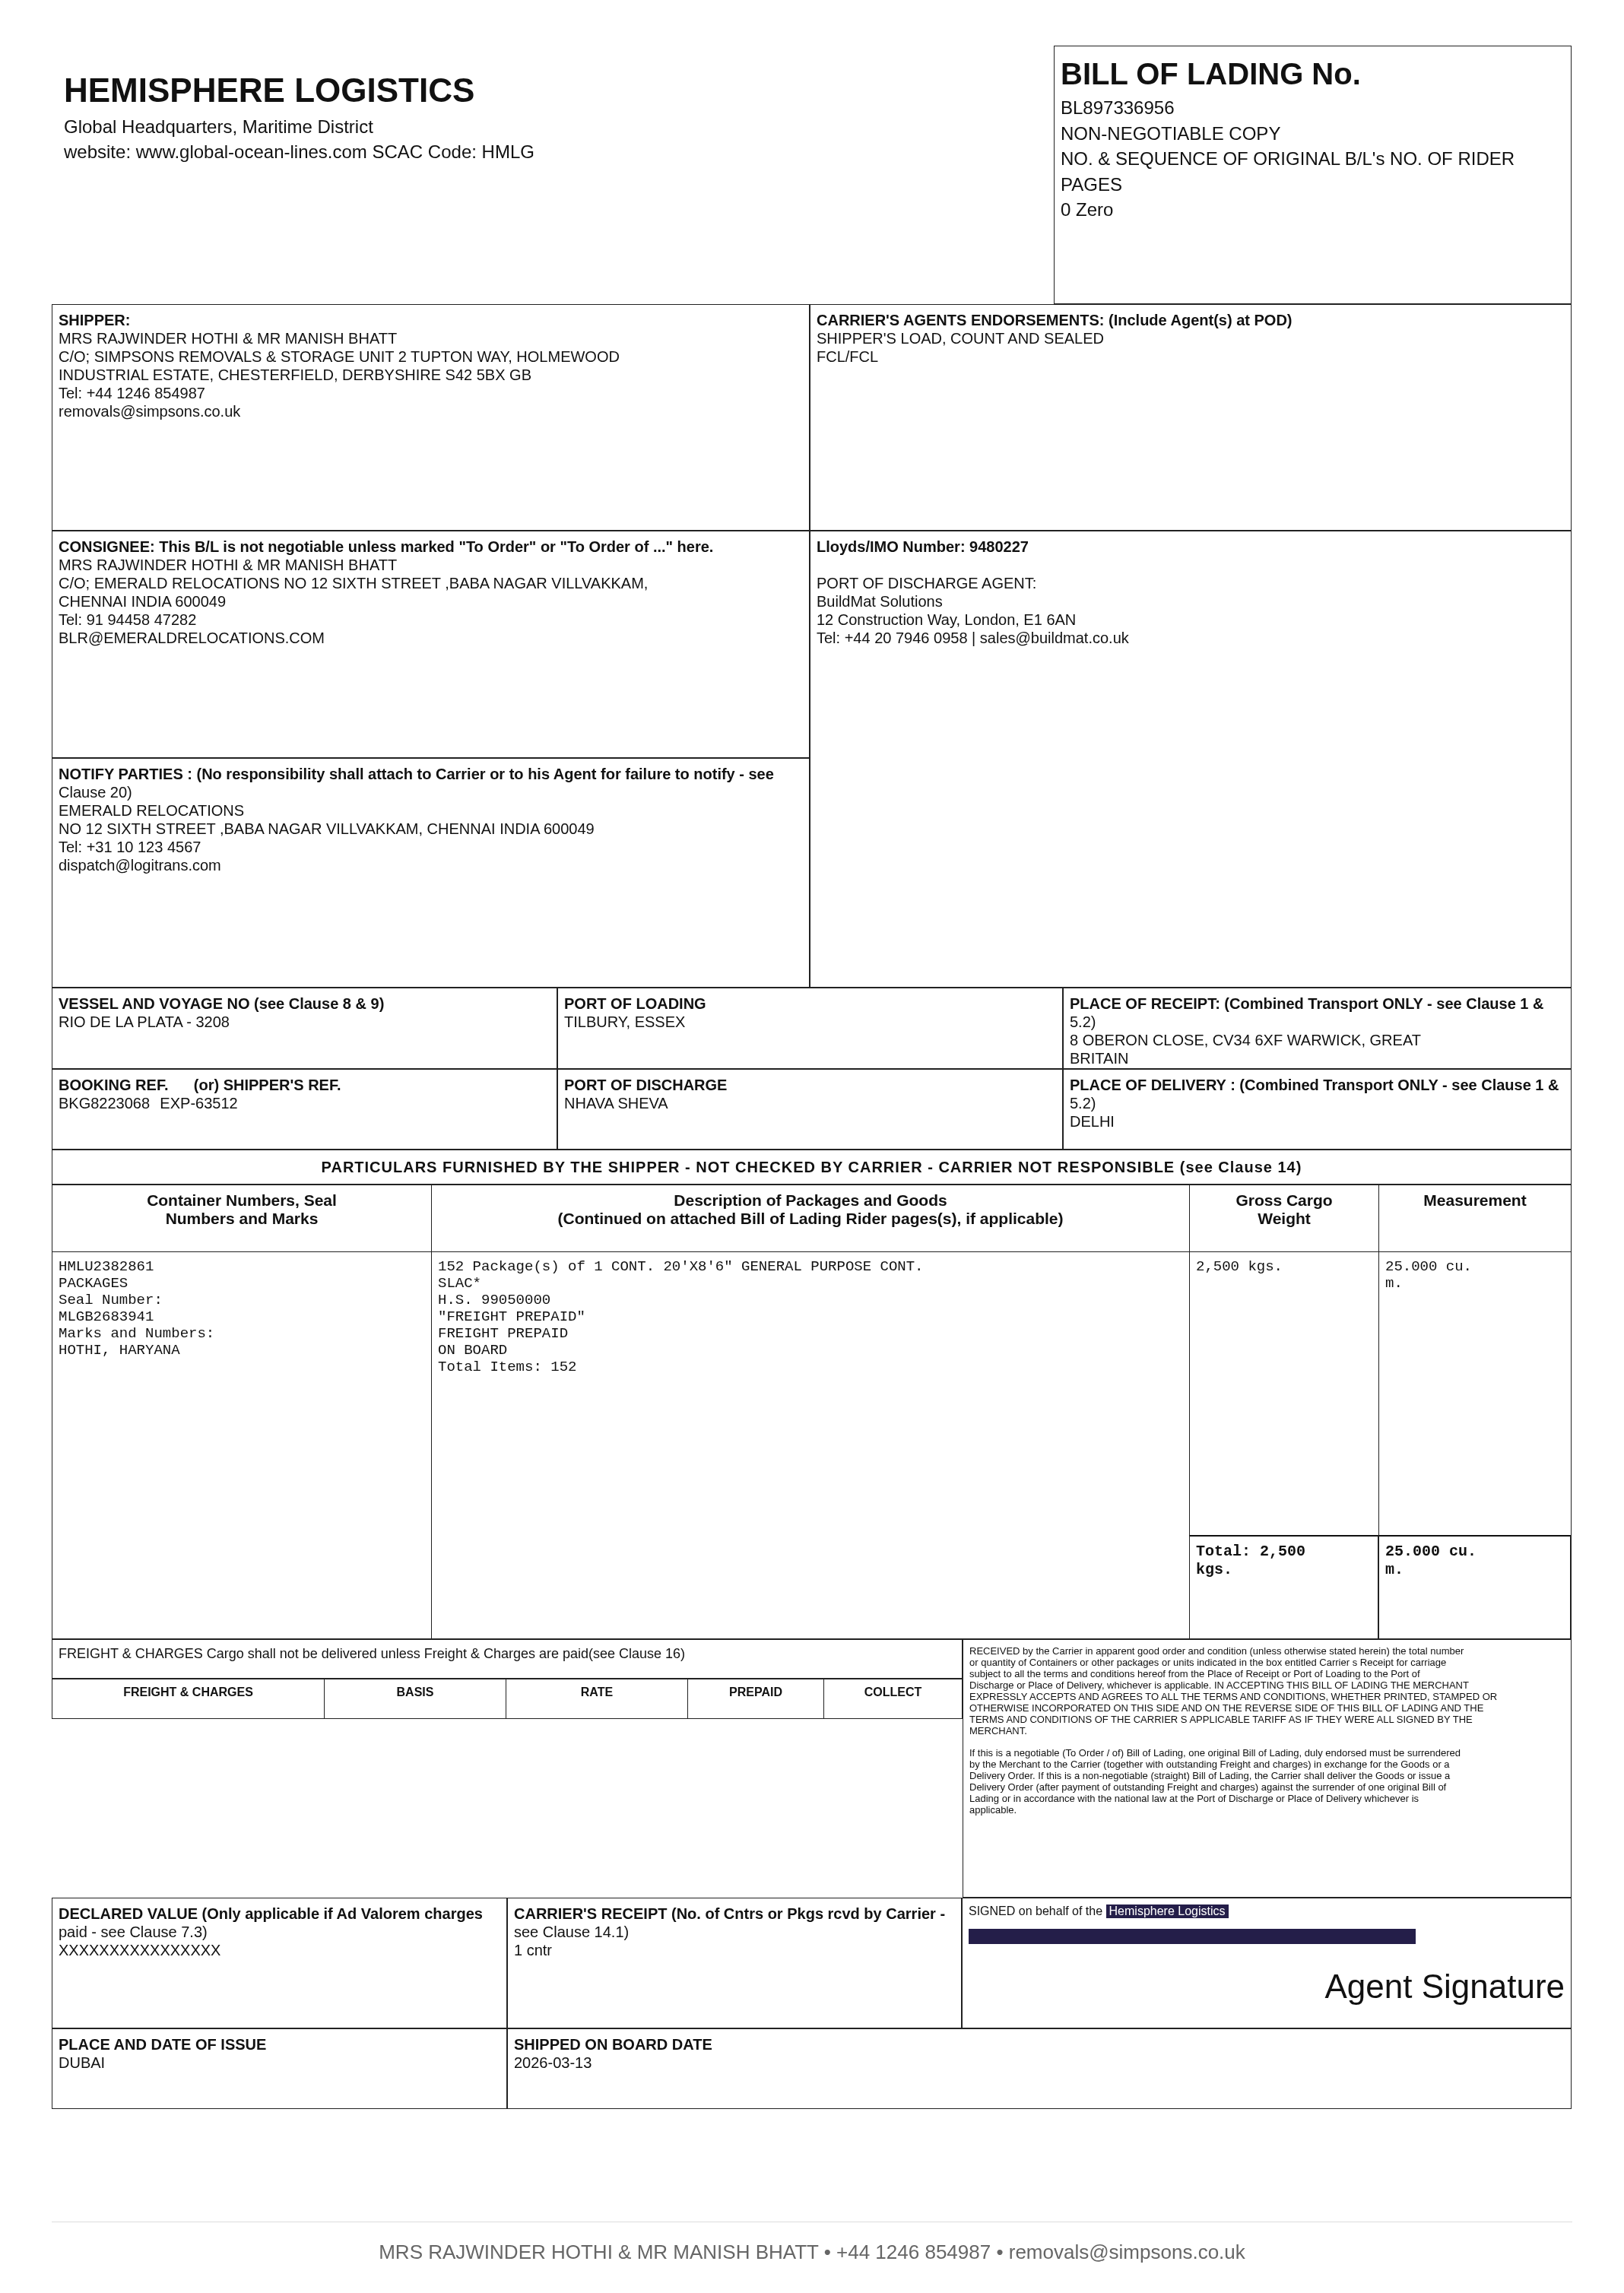 HEMISPHERE LOGISTICS
Global Headquarters, Maritime District
website: www.global-ocean-lines.com SCAC Code: HMLG
BILL OF LADING No.
BL897336956
NON-NEGOTIABLE COPY
NO. & SEQUENCE OF ORIGINAL B/L's NO. OF RIDER
PAGES
0 Zero
SHIPPER:
MRS RAJWINDER HOTHI & MR MANISH BHATT
C/O; SIMPSONS REMOVALS & STORAGE UNIT 2 TUPTON WAY, HOLMEWOOD
INDUSTRIAL ESTATE, CHESTERFIELD, DERBYSHIRE S42 5BX GB
Tel: +44 1246 854987
removals@simpsons.co.uk
CARRIER'S AGENTS ENDORSEMENTS: (Include Agent(s) at POD)
SHIPPER'S LOAD, COUNT AND SEALED
FCL/FCL
CONSIGNEE: This B/L is not negotiable unless marked "To Order" or "To Order of ..." here.
MRS RAJWINDER HOTHI & MR MANISH BHATT
C/O; EMERALD RELOCATIONS NO 12 SIXTH STREET ,BABA NAGAR VILLVAKKAM,
CHENNAI INDIA 600049
Tel: 91 94458 47282
BLR@EMERALDRELOCATIONS.COM
Lloyds/IMO Number: 9480227
PORT OF DISCHARGE AGENT:
BuildMat Solutions
12 Construction Way, London, E1 6AN
Tel: +44 20 7946 0958 | sales@buildmat.co.uk
NOTIFY PARTIES : (No responsibility shall attach to Carrier or to his Agent for failure to notify - see
Clause 20)
EMERALD RELOCATIONS
NO 12 SIXTH STREET ,BABA NAGAR VILLVAKKAM, CHENNAI INDIA 600049
Tel: +31 10 123 4567
dispatch@logitrans.com
VESSEL AND VOYAGE NO (see Clause 8 & 9)
RIO DE LA PLATA - 3208
PORT OF LOADING
TILBURY, ESSEX
PLACE OF RECEIPT: (Combined Transport ONLY - see Clause 1 &
5.2)
8 OBERON CLOSE, CV34 6XF WARWICK, GREAT
BRITAIN
BOOKING REF. (or) SHIPPER'S REF.
BKG8223068 EXP-63512
PORT OF DISCHARGE
NHAVA SHEVA
PLACE OF DELIVERY : (Combined Transport ONLY - see Clause 1 &
5.2)
DELHI
PARTICULARS FURNISHED BY THE SHIPPER - NOT CHECKED BY CARRIER - CARRIER NOT RESPONSIBLE (see Clause 14)
Container Numbers, Seal
Numbers and Marks
Description of Packages and Goods
(Continued on attached Bill of Lading Rider pages(s), if applicable)
Gross Cargo
Weight
Measurement
HMLU2382861
PACKAGES
Seal Number:
MLGB2683941
Marks and Numbers:
HOTHI, HARYANA
152 Package(s) of 1 CONT. 20'X8'6" GENERAL PURPOSE CONT.
SLAC*
H.S. 99050000
"FREIGHT PREPAID"
FREIGHT PREPAID
ON BOARD
Total Items: 152
2,500 kgs.
25.000 cu.
m.
Total: 2,500
kgs.
25.000 cu.
m.
FREIGHT & CHARGES Cargo shall not be delivered unless Freight & Charges are paid(see Clause 16)
FREIGHT & CHARGES
BASIS
RATE
PREPAID
COLLECT
RECEIVED by the Carrier in apparent good order and condition (unless otherwise stated herein) the total number
or quantity of Containers or other packages or units indicated in the box entitled Carrier s Receipt for carriage
subject to all the terms and conditions hereof from the Place of Receipt or Port of Loading to the Port of
Discharge or Place of Delivery, whichever is applicable. IN ACCEPTING THIS BILL OF LADING THE MERCHANT
EXPRESSLY ACCEPTS AND AGREES TO ALL THE TERMS AND CONDITIONS, WHETHER PRINTED, STAMPED OR
OTHERWISE INCORPORATED ON THIS SIDE AND ON THE REVERSE SIDE OF THIS BILL OF LADING AND THE
TERMS AND CONDITIONS OF THE CARRIER S APPLICABLE TARIFF AS IF THEY WERE ALL SIGNED BY THE
MERCHANT.
If this is a negotiable (To Order / of) Bill of Lading, one original Bill of Lading, duly endorsed must be surrendered
by the Merchant to the Carrier (together with outstanding Freight and charges) in exchange for the Goods or a
Delivery Order. If this is a non-negotiable (straight) Bill of Lading, the Carrier shall deliver the Goods or issue a
Delivery Order (after payment of outstanding Freight and charges) against the surrender of one original Bill of
Lading or in accordance with the national law at the Port of Discharge or Place of Delivery whichever is
applicable.
DECLARED VALUE (Only applicable if Ad Valorem charges
paid - see Clause 7.3)
XXXXXXXXXXXXXXXX
CARRIER'S RECEIPT (No. of Cntrs or Pkgs rcvd by Carrier -
see Clause 14.1)
1 cntr
SIGNED on behalf of the Hemisphere Logistics
Agent Signature
PLACE AND DATE OF ISSUE
DUBAI
SHIPPED ON BOARD DATE
2026-03-13
MRS RAJWINDER HOTHI & MR MANISH BHATT • +44 1246 854987 • removals@simpsons.co.uk